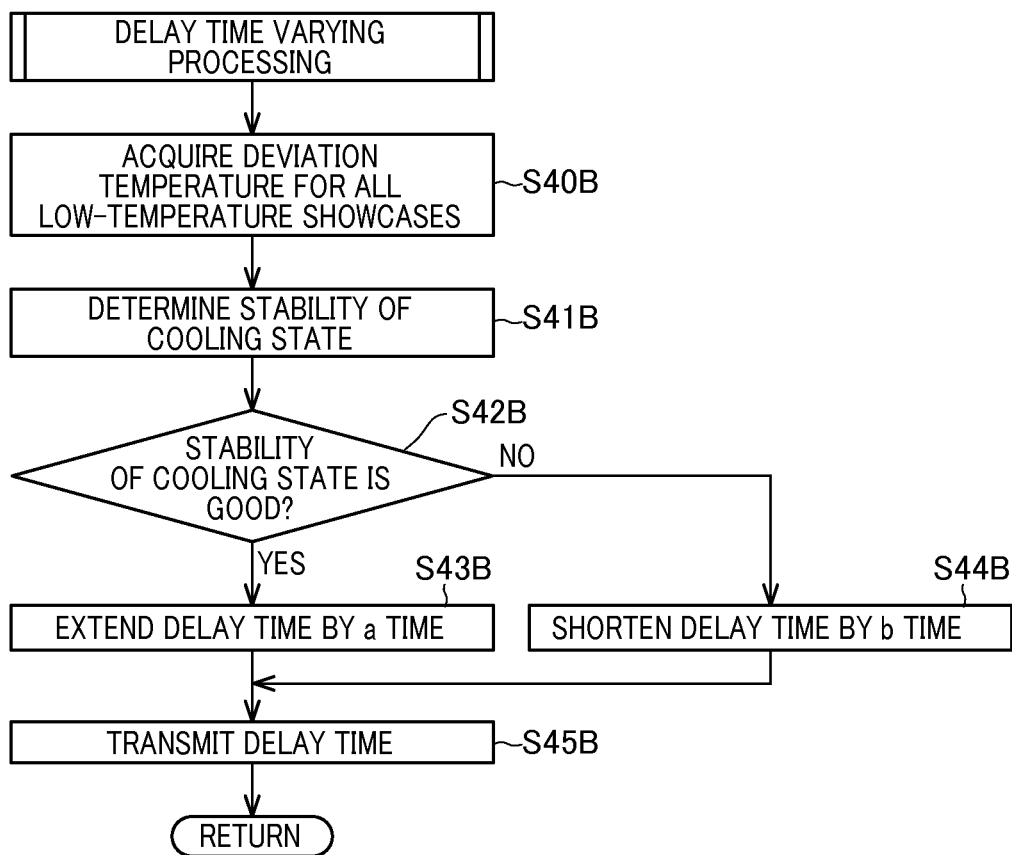 DELAY TIME VARYING
PROCESSING
ACQUIRE DEVIATION
TEMPERATURE FOR ALL
LOW-TEMPERATURE SHOWCASES
S40B
DETERMINE STABILITY OF
COOLING STATE
S41B
S42B
STABILITY
OF COOLING STATE IS
GOOD?
NO
YES
S43B
EXTEND DELAY TIME BY a TIME
S44B
SHORTEN DELAY TIME BY b TIME
TRANSMIT DELAY TIME
S45B
RETURN